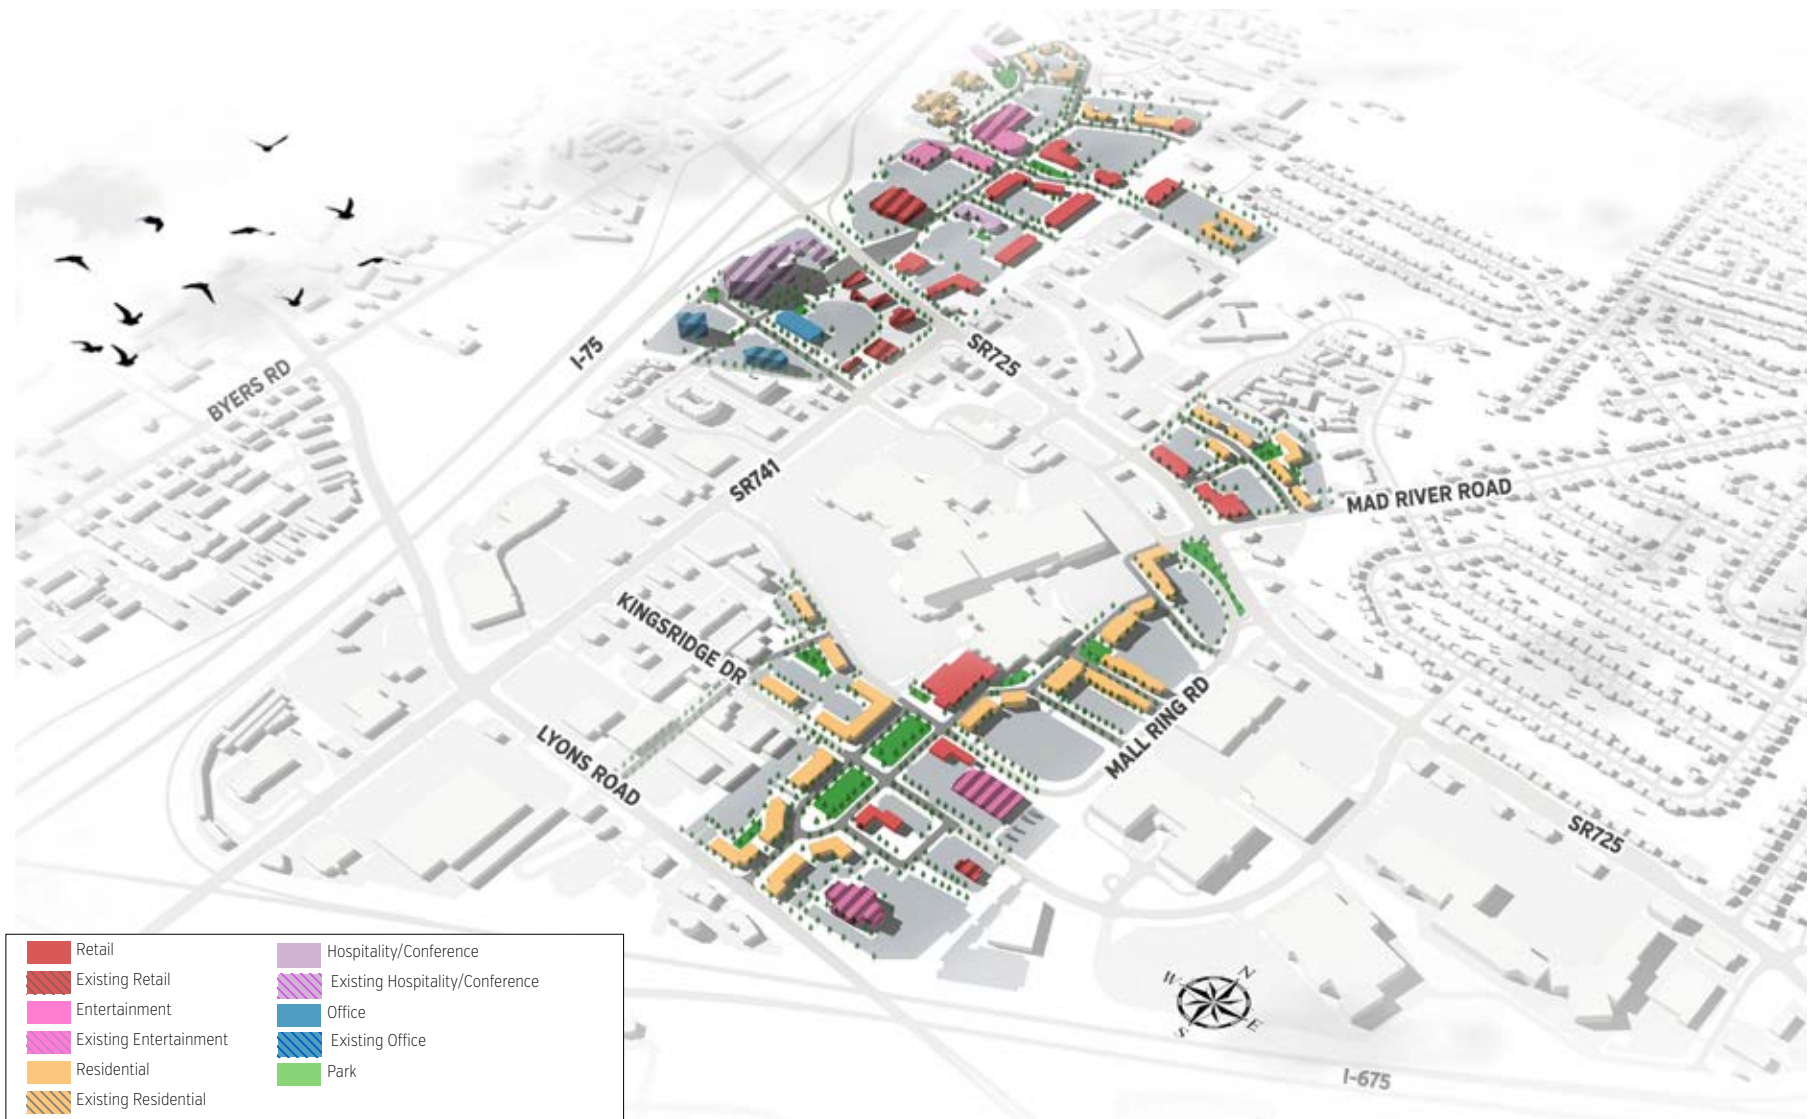 BYERS RD
I-75
SR725
SR741
MAD RIVER ROAD
KINGSRIDGE DR
LYONS ROAD
MALL RING RD
SR725
I-675
N
W
E
S
Retail
Existing Retail
Entertainment
Existing Entertainment
Residential
Existing Residential
Hospitality/Conference
Existing Hospitality/Conference
Office
Existing Office
Park